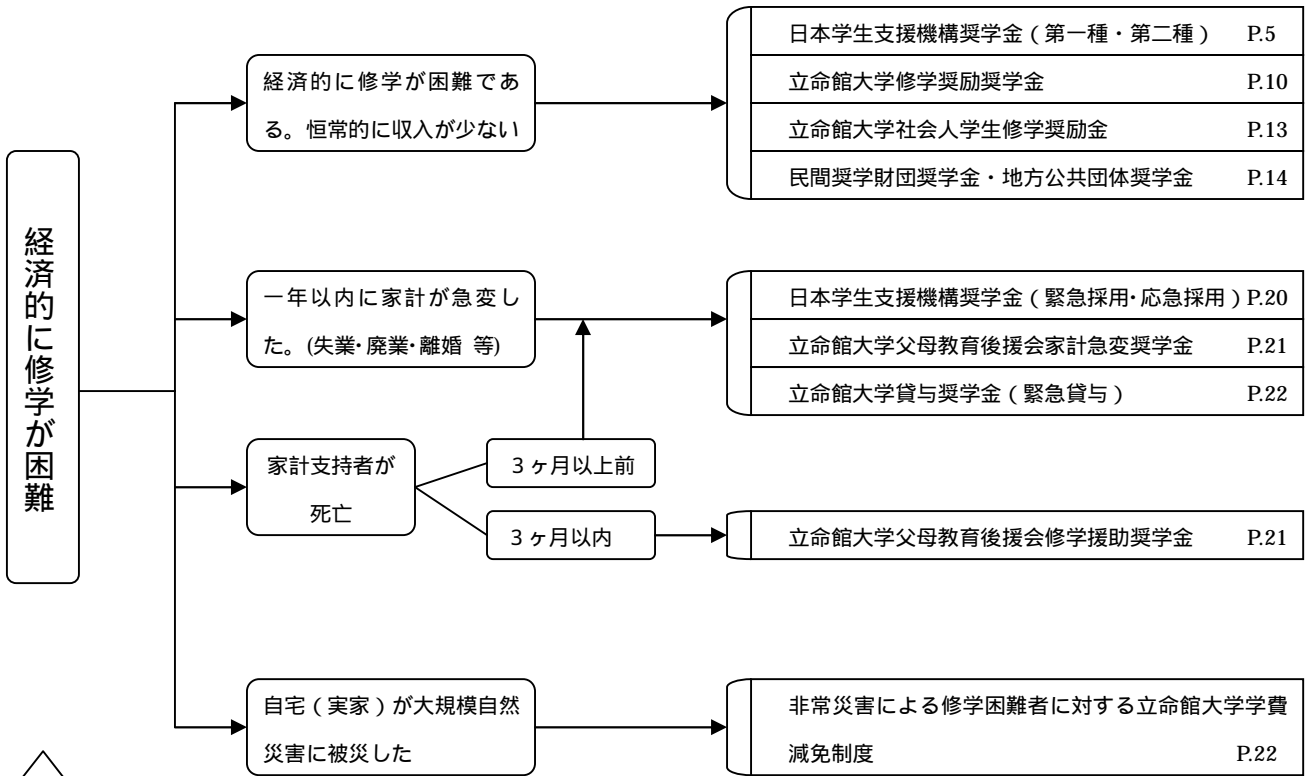 経済的に修学が困難
経済的に修学が困難であ
る。恒常的に収入が少ない
日本学生支援機構奨学金（第一種・第二種） P.5
立命館大学修学奨励奨学金 P.10
立命館大学社会人学生修学奨励金 P.13
民間奨学財団奨学金・地方公共団体奨学金 P.14
一年以内に家計が急変し
た。(失業・廃業・離婚 等)
日本学生支援機構奨学金（緊急採用・応急採用）P.20
立命館大学父母教育後援会家計急変奨学金 P.21
立命館大学貸与奨学金（緊急貸与） P.22
家計支持者が
死亡
３ヶ月以上前
３ヶ月以内
立命館大学父母教育後援会修学援助奨学金 P.21
自宅（実家）が大規模自然
災害に被災した
非常災害による修学困難者に対する立命館大学学費
減免制度 P.22